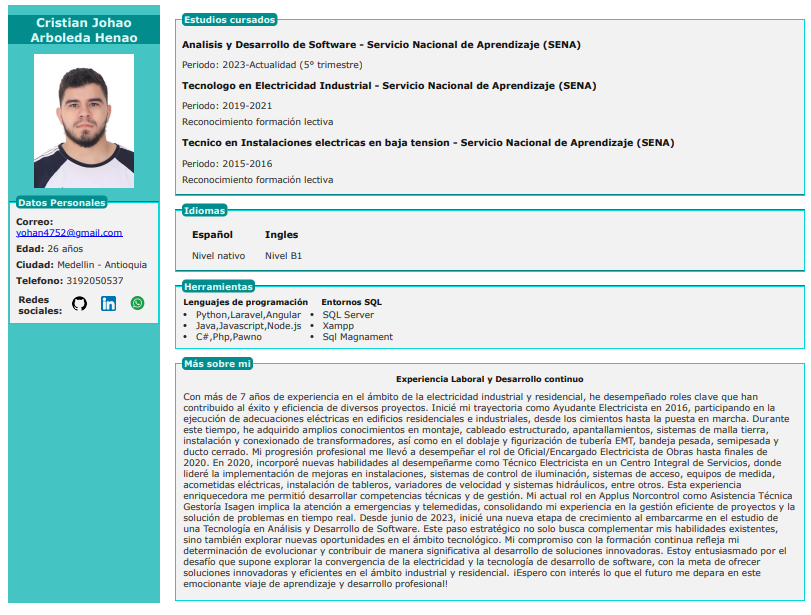 Cristian Johao
Arboleda Henao
Datos Personales
Correo:
yohan4752@gmail.com
Edad: 26 años
Ciudad: Medellin - Antioquia
Telefono: 3192050537
Redes
sociales:
Estudios cursados
Analisis y Desarrollo de Software - Servicio Nacional de Aprendizaje (SENA)
Periodo: 2023-Actualidad (5° trimestre)
Tecnologo en Electricidad Industrial - Servicio Nacional de Aprendizaje (SENA)
Periodo: 2019-2021
Reconocimiento formación lectiva
Tecnico en Instalaciones electricas en baja tension - Servicio Nacional de Aprendizaje (SENA)
Periodo: 2015-2016
Reconocimiento formación lectiva
Idiomas
Español Ingles
Nivel nativo Nivel B1
Herramientas
Lenguajes de programación Entornos SQL
• Python,Laravel,Angular • SQL Server
• Java,Javascript,Node.js • Xampp
• C#,Php,Pawno • Sql Magnament
Más sobre mi
Experiencia Laboral y Desarrollo continuo
Con más de 7 años de experiencia en el ámbito de la electricidad industrial y residencial, he desempeñado roles clave que han
contribuido al éxito y eficiencia de diversos proyectos. Inicié mi trayectoria como Ayudante Electricista en 2016, participando en la
ejecución de adecuaciones eléctricas en edificios residenciales e industriales, desde los cimientos hasta la puesta en marcha. Durante
este tiempo, he adquirido amplios conocimientos en montaje, cableado estructurado, apantallamientos, sistemas de malla tierra,
instalación y conexionado de transformadores, así como en el doblaje y figurización de tubería EMT, bandeja pesada, semipesada y
ducto cerrado. Mi progresión profesional me llevó a desempeñar el rol de Oficial/Encargado Electricista de Obras hasta finales de
2020. En 2020, incorporé nuevas habilidades al desempeñarme como Técnico Electricista en un Centro Integral de Servicios, donde
lideré la implementación de mejoras en instalaciones, sistemas de control de iluminación, sistemas de acceso, equipos de medida,
acometidas eléctricas, instalación de tableros, variadores de velocidad y sistemas hidráulicos, entre otros. Esta experiencia
enriquecedora me permitió desarrollar competencias técnicas y de gestión. Mi actual rol en Applus Norcontrol como Asistencia Técnica
Gestoría Isagen implica la atención a emergencias y telemedidas, consolidando mi experiencia en la gestión eficiente de proyectos y la
solución de problemas en tiempo real. Desde junio de 2023, inicié una nueva etapa de crecimiento al embarcarme en el estudio de
una Tecnología en Análisis y Desarrollo de Software. Este paso estratégico no solo busca complementar mis habilidades existentes,
sino también explorar nuevas oportunidades en el ámbito tecnológico. Mi compromiso con la formación continua refleja mi
determinación de evolucionar y contribuir de manera significativa al desarrollo de soluciones innovadoras. Estoy entusiasmado por el
desafío que supone explorar la convergencia de la electricidad y la tecnología de desarrollo de software, con la meta de ofrecer
soluciones innovadoras y eficientes en el ámbito industrial y residencial. ¡Espero con interés lo que el futuro me depara en este
emocionante viaje de aprendizaje y desarrollo profesional!